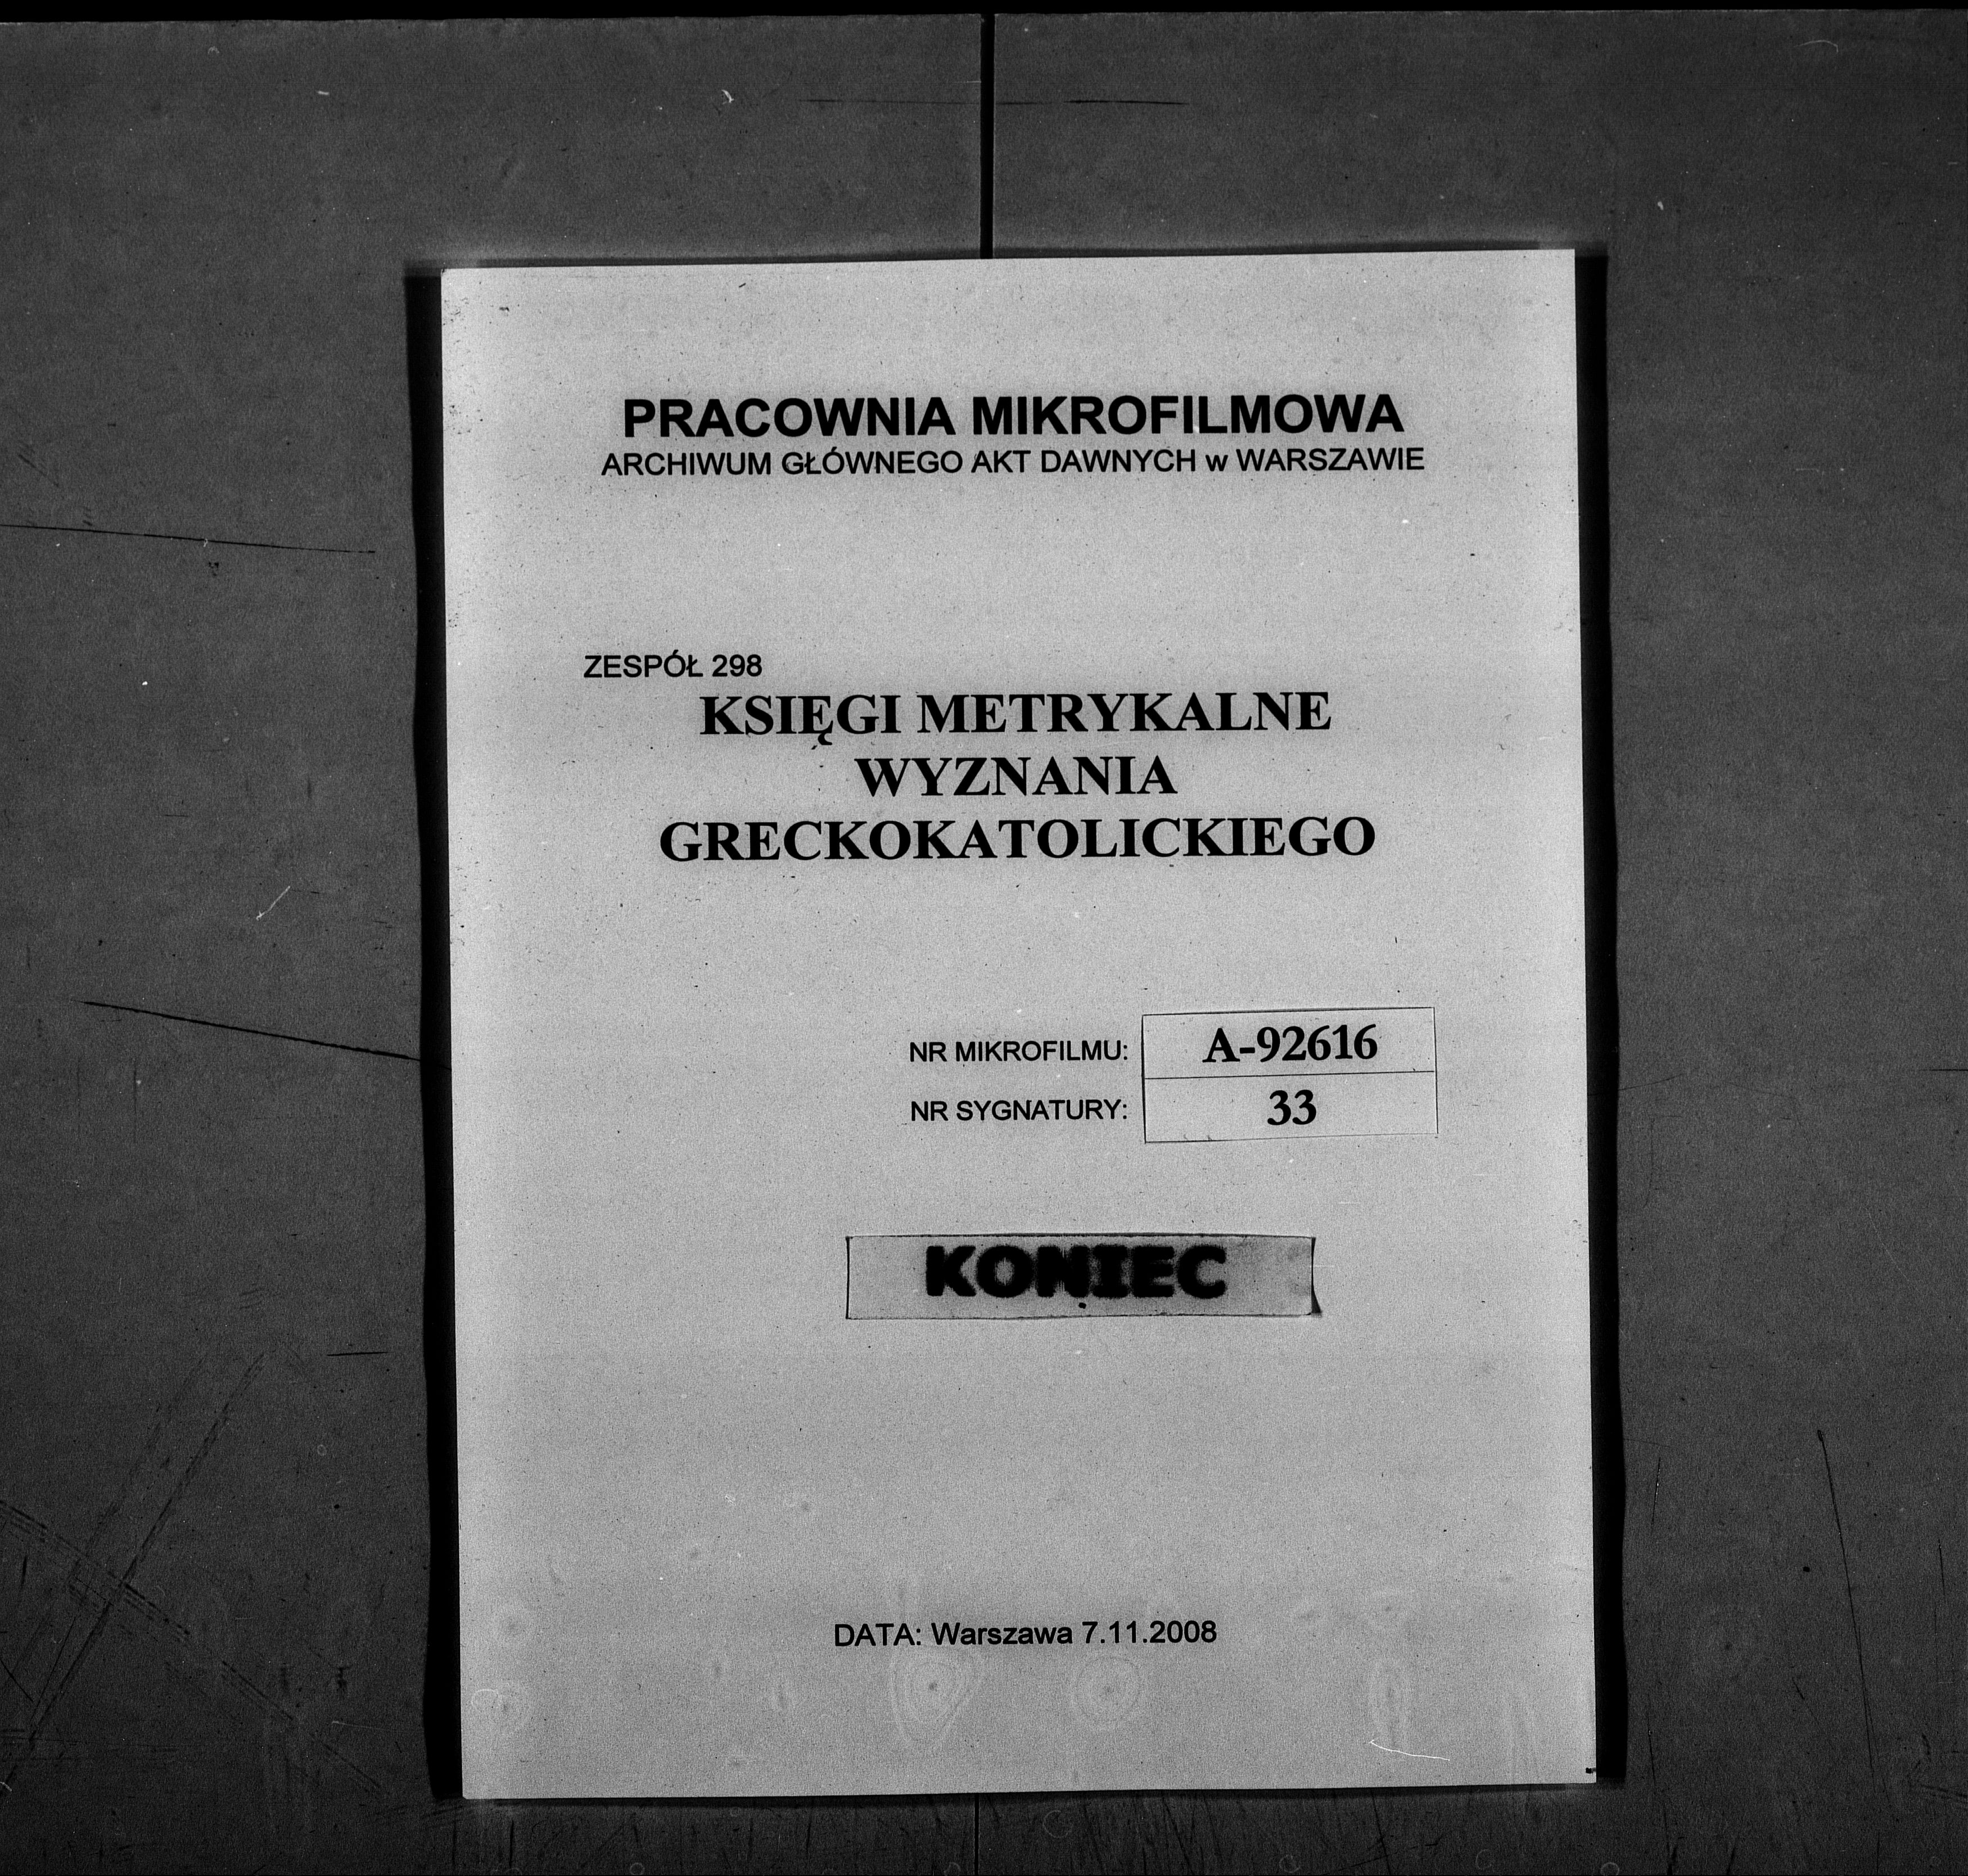 PRACOWNIA MIKROFILMOWA
ARCHIWUM GŁÓWNEGO AKT DAWNYCH w WARSZAWIE
ZESPÓŁ 298
KSIĘGI METRYKALNE
WYZNANIA
GRECKOKATOLICKIEGO
NR MIKROFILMU: A-92616
NR SYGNATURY: 33
KONIEC
DATA: Warszawa 7.11.2008